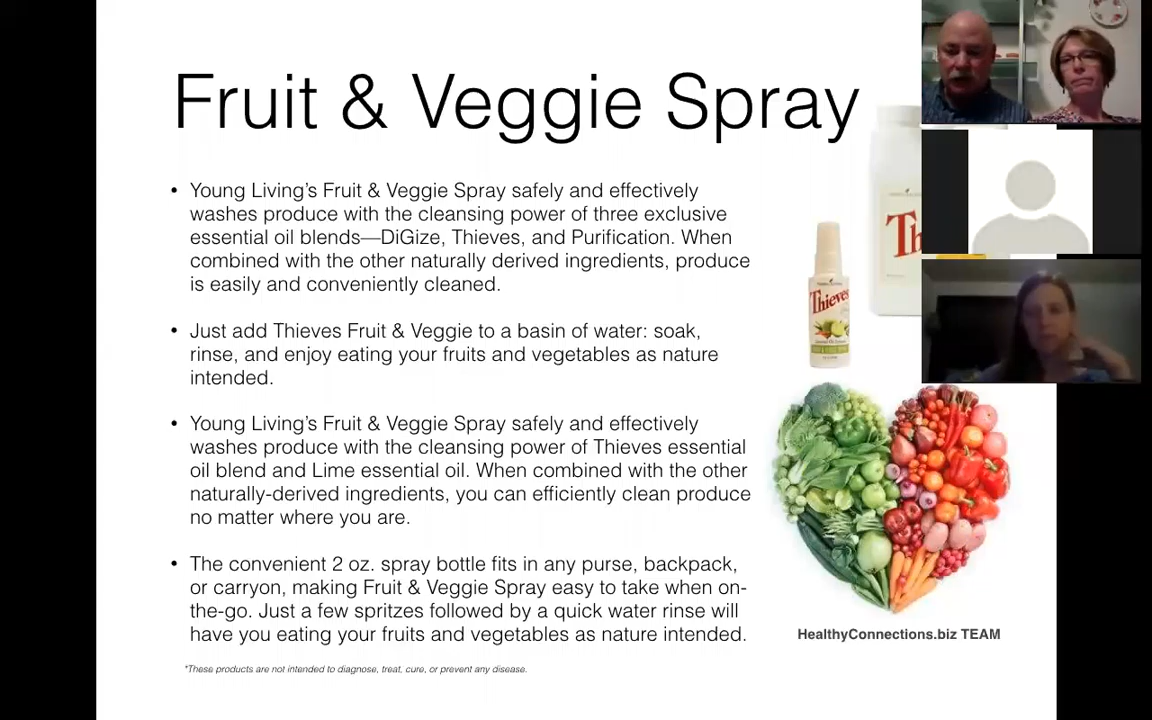 Fruit & Veggie Spray
• Young Living's Fruit & Veggie Spray safely and effectively
washes produce with the cleansing power of three exclusive
essential oil blends—DiGize, Thieves, and Purification. When
combined with the other naturally derived ingredients, produce
is easily and conveniently cleaned.
• Just add Thieves Fruit & Veggie to a basin of water: soak,
rinse, and enjoy eating your fruits and vegetables as nature
intended.
• Young Living's Fruit & Veggie Spray safely and effectively
washes produce with the cleansing power of Thieves essential
oil blend and Lime essential oil. When combined with the other
naturally-derived ingredients, you can efficiently clean produce
no matter where you are.
• The convenient 2 oz. spray bottle fits in any purse, backpack,
or carryon, making Fruit & Veggie Spray easy to take when on-
the-go. Just a few spritzes followed by a quick water rinse will
have you eating your fruits and vegetables as nature intended.
*These products are not intended to diagnose, treat, cure, or prevent any disease.
Th
Thieves
HealthyConnections.biz TEAM